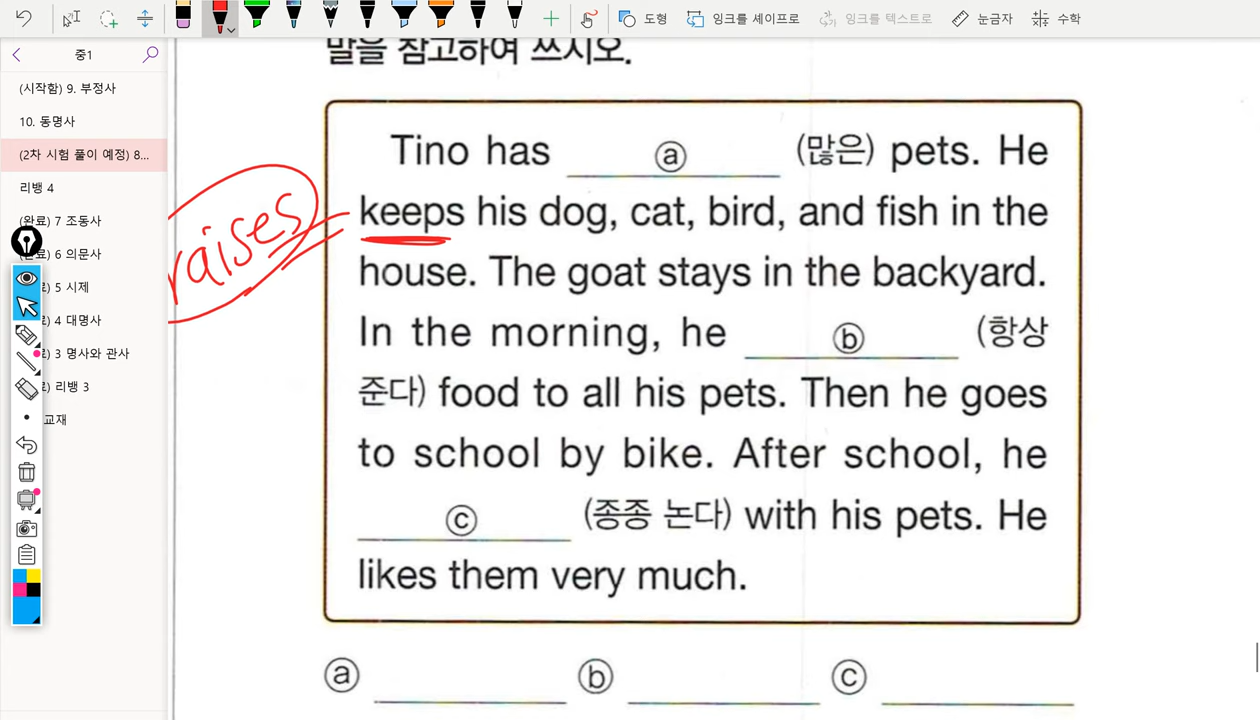 도형
잉크를 셰이프로
잉크를 텍스트로
눈금자
수학
중1
(시작함) 9. 부정사
10. 동명사
(2차 시험 풀이 예정) 8...
리뱅 4
7 조동사
6 의문사
5 시제
4 대명사
3 명사와 관사
리뱅 3
교재
말을 참고하여 쓰시오.
Tino has ⓐ (많은) pets. He
keeps his dog, cat, bird, and fish in the
house. The goat stays in the backyard.
In the morning, he ⓑ (항상
준다) food to all his pets. Then he goes
to school by bike. After school, he
ⓒ (종종 논다) with his pets. He
likes them very much.
raises
ⓐ ⓑ ⓒ